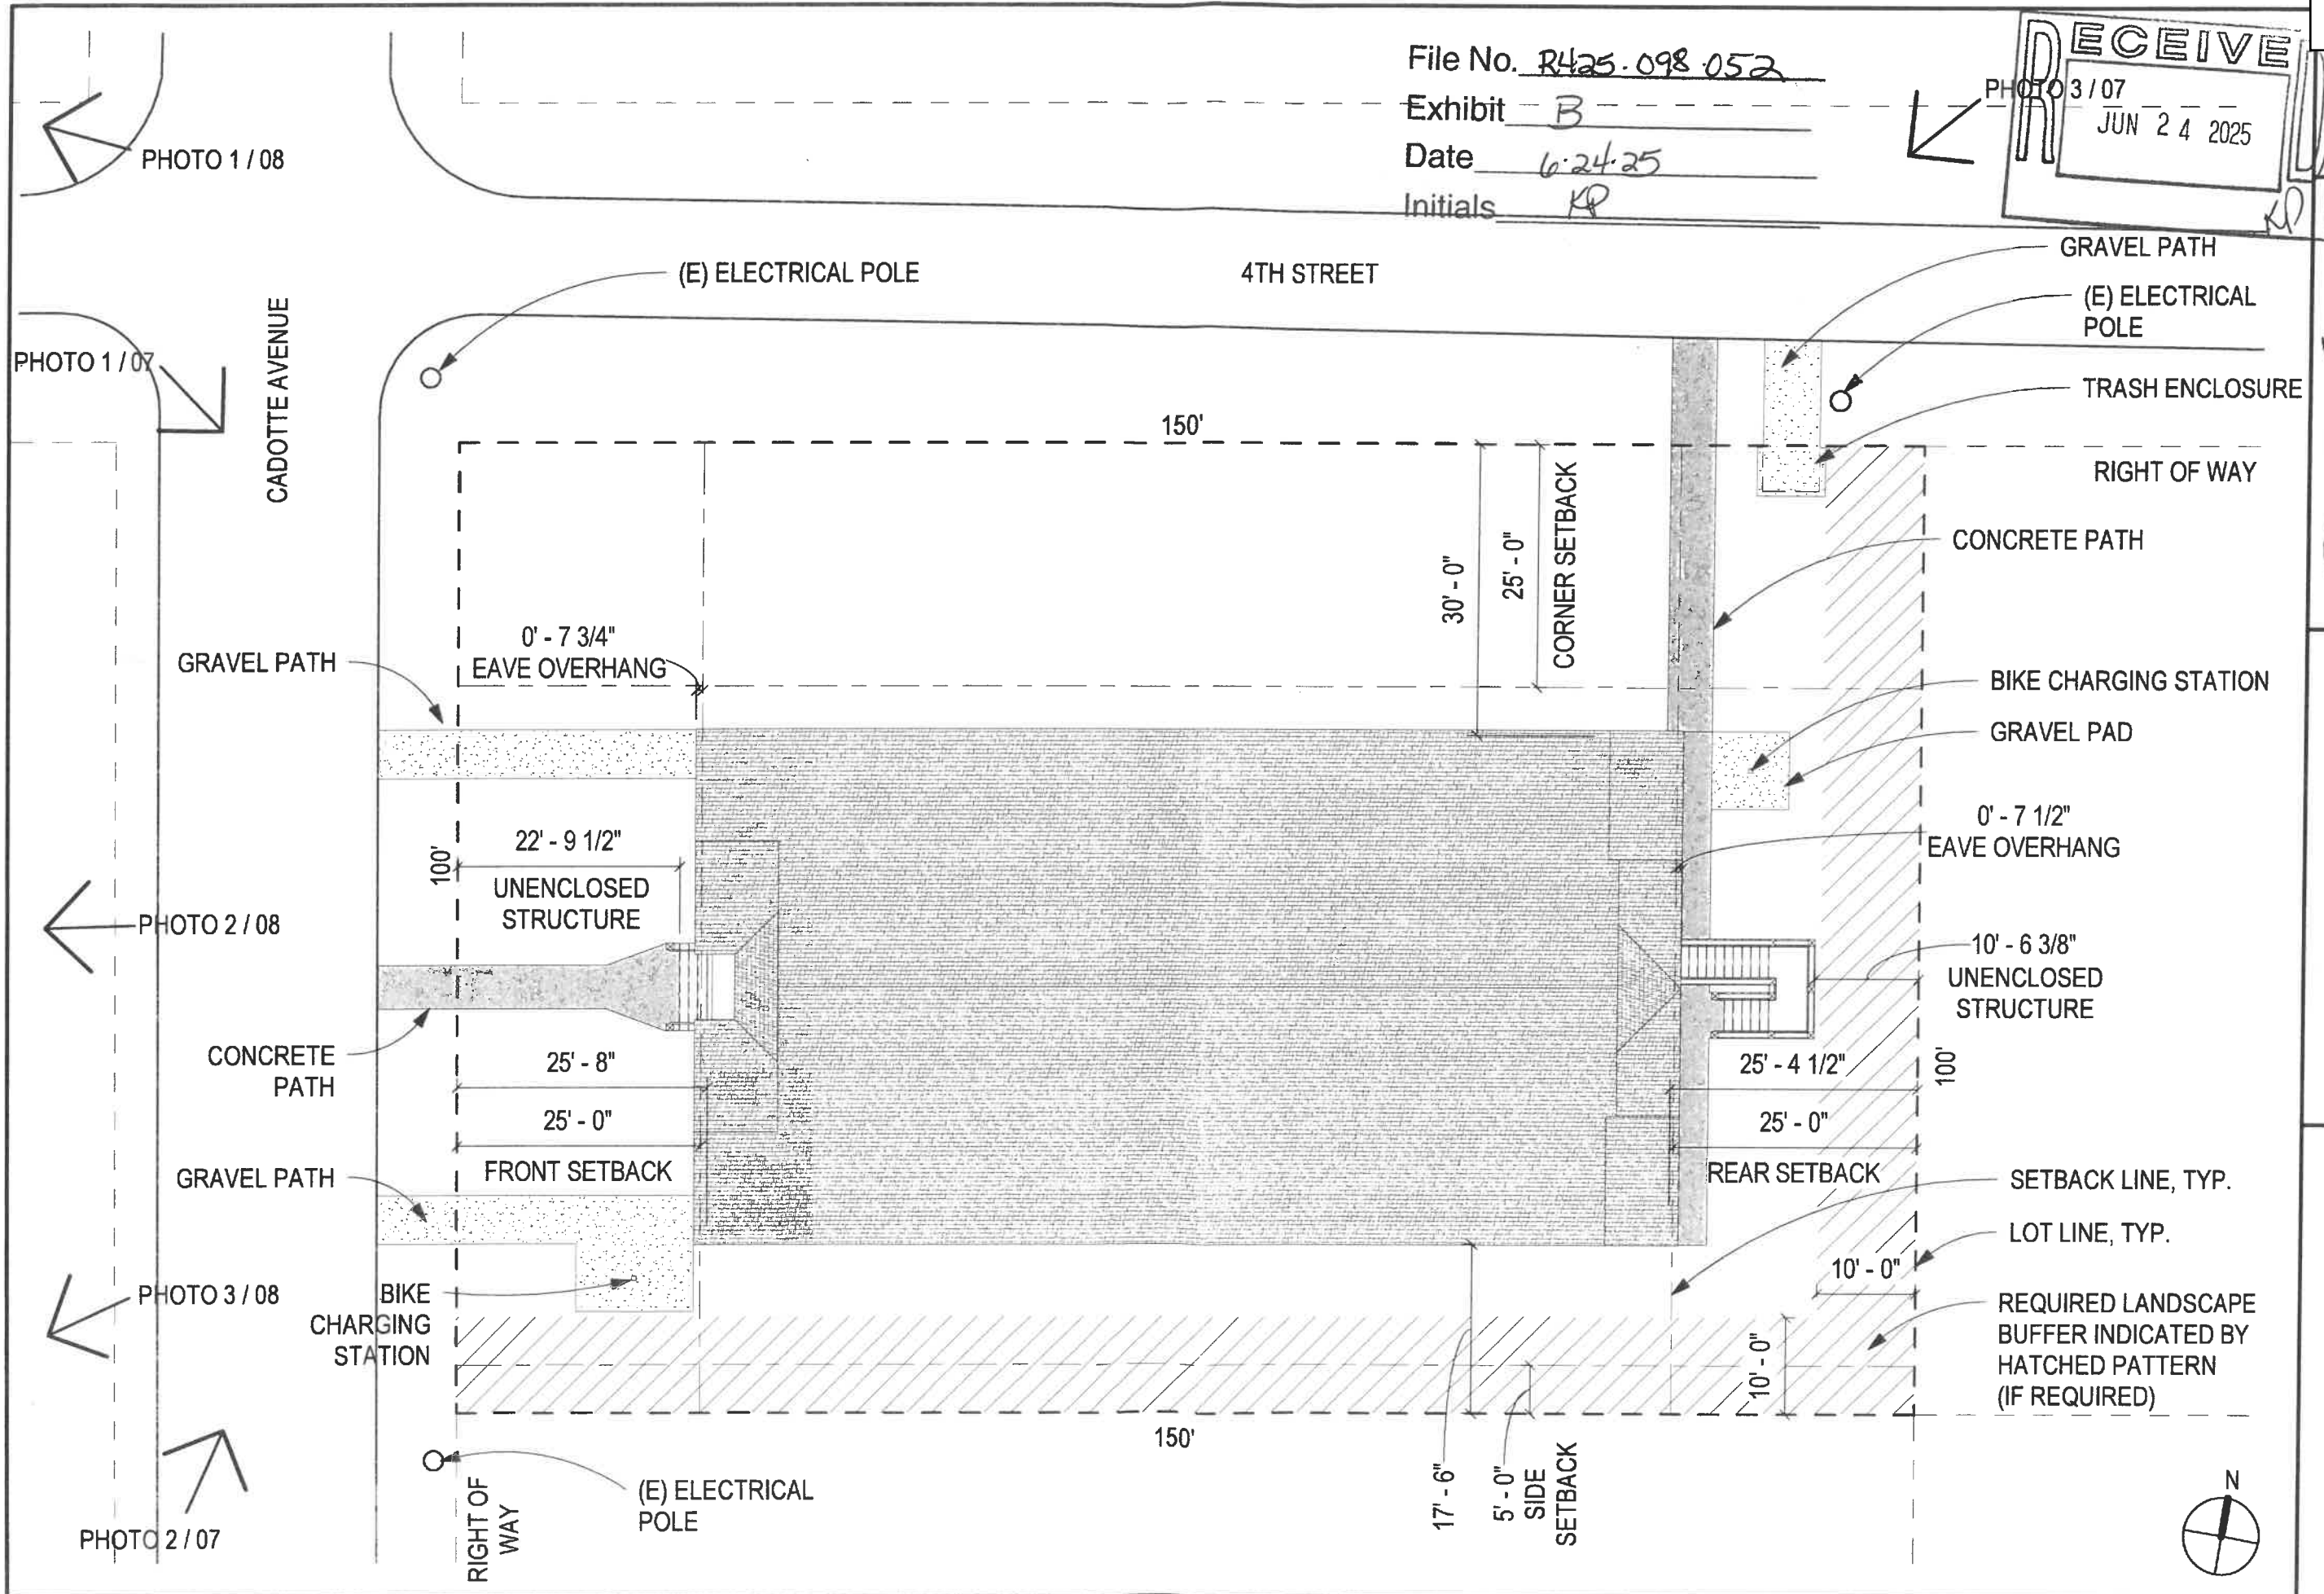 File No. R425.098.052
Exhibit B
Date 6.24.25
Initials KP
RECEIVE
JUN 24 2025
KP
PHOTO 3 / 07
PHOTO 1 / 08
(E) ELECTRICAL POLE
4TH STREET
GRAVEL PATH
(E) ELECTRICAL
POLE
TRASH ENCLOSURE
PHOTO 1 / 07
CADOTTE AVENUE
150'
RIGHT OF WAY
CONCRETE PATH
30' - 0"
25' - 0"
CORNER SETBACK
0' - 7 3/4"
EAVE OVERHANG
GRAVEL PATH
BIKE CHARGING STATION
GRAVEL PAD
0' - 7 1/2"
EAVE OVERHANG
100'
22' - 9 1/2"
UNENCLOSED
STRUCTURE
PHOTO 2 / 08
10' - 6 3/8"
UNENCLOSED
STRUCTURE
CONCRETE
PATH
25' - 8"
25' - 0"
FRONT SETBACK
25' - 4 1/2"
25' - 0"
REAR SETBACK
100'
GRAVEL PATH
SETBACK LINE, TYP.
LOT LINE, TYP.
10' - 0"
PHOTO 3 / 08
BIKE
CHARGING
STATION
REQUIRED LANDSCAPE
BUFFER INDICATED BY
HATCHED PATTERN
(IF REQUIRED)
10' - 0"
150'
17' - 6"
5' - 0"
SIDE
SETBACK
RIGHT OF
WAY
(E) ELECTRICAL
POLE
PHOTO 2 / 07
N